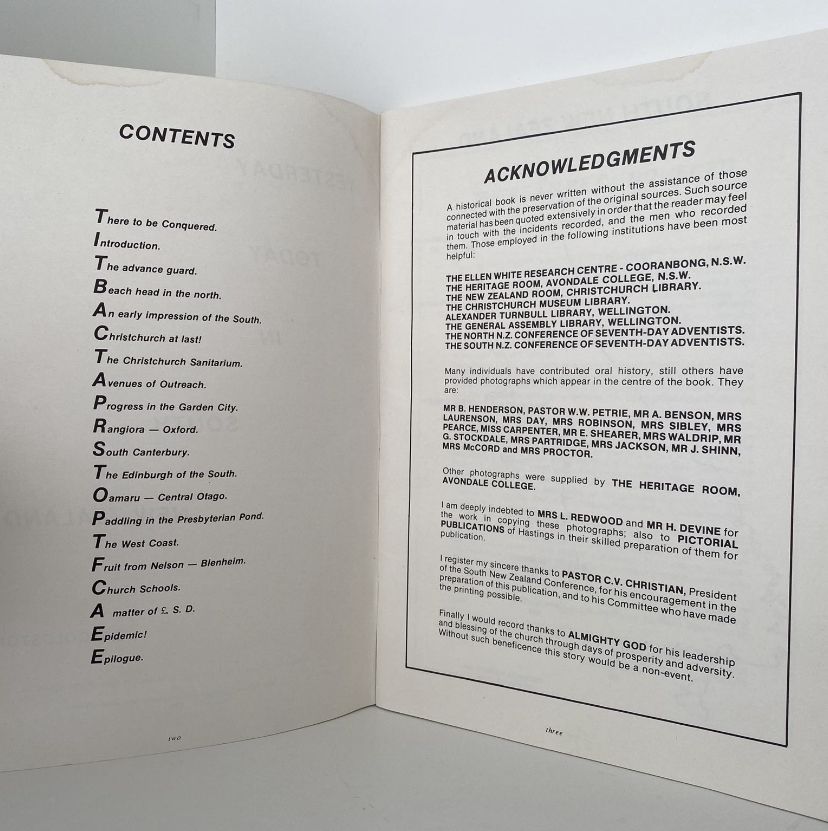 CONTENTS
There to be Conquered.
Introduction.
The advance guard.
Beach head in the north.
An early impression of the South.
Christchurch at last!
The Christchurch Sanitarium.
Avenues of Outreach.
Progress in the Garden City.
Rangiora — Oxford.
South Canterbury.
The Edinburgh of the South.
Oamaru — Central Otago.
Paddling in the Presbyterian Pond.
The West Coast.
Fruit from Nelson — Blenheim.
Church Schools.
A matter of £. S. D.
Epidemic!
Epilogue.
two
ACKNOWLEDGMENTS
A historical book is never written without the assistance of those
connected with the preservation of the original sources. Such source
material has been quoted extensively in order that the reader may feel
in touch with the incidents recorded, and the men who recorded
them. Those employed in the following institutions have been most
helpful:
THE ELLEN WHITE RESEARCH CENTRE - COORANBONG, N.S.W.
THE HERITAGE ROOM, AVONDALE COLLEGE, N.S.W.
THE NEW ZEALAND ROOM, CHRISTCHURCH LIBRARY.
THE CHRISTCHURCH MUSEUM LIBRARY.
ALEXANDER TURNBULL LIBRARY, WELLINGTON.
THE GENERAL ASSEMBLY LIBRARY, WELLINGTON.
THE NORTH N.Z. CONFERENCE OF SEVENTH-DAY ADVENTISTS.
THE SOUTH N.Z. CONFERENCE OF SEVENTH-DAY ADVENTISTS.
Many individuals have contributed oral history, still others have
provided photographs which appear in the centre of the book. They
are:
MR B. HENDERSON, PASTOR W.W. PETRIE, MR A. BENSON, MRS
LAURENSON, MRS DAY, MRS ROBINSON, MRS SIBLEY, MRS
PEARCE, MISS CARPENTER, MR E. SHEARER, MRS WALDRIP, MR
G. STOCKDALE, MRS PARTRIDGE, MRS JACKSON, MR J. SHINN,
MRS McCORD and MRS PROCTOR.
Other photographs were supplied by THE HERITAGE ROOM,
AVONDALE COLLEGE.
I am deeply indebted to MRS L. REDWOOD and MR H. DEVINE for
the work in copying these photographs; also to PICTORIAL
PUBLICATIONS of Hastings in their skilled preparation of them for
publication.
I register my sincere thanks to PASTOR C.V. CHRISTIAN, President
of the South New Zealand Conference, for his encouragement in the
preparation of this publication, and to his Committee who have made
the printing possible.
Finally I would record thanks to ALMIGHTY GOD for his leadership
and blessing of the church through days of prosperity and adversity.
Without such beneficence this story would be a non-event.
three